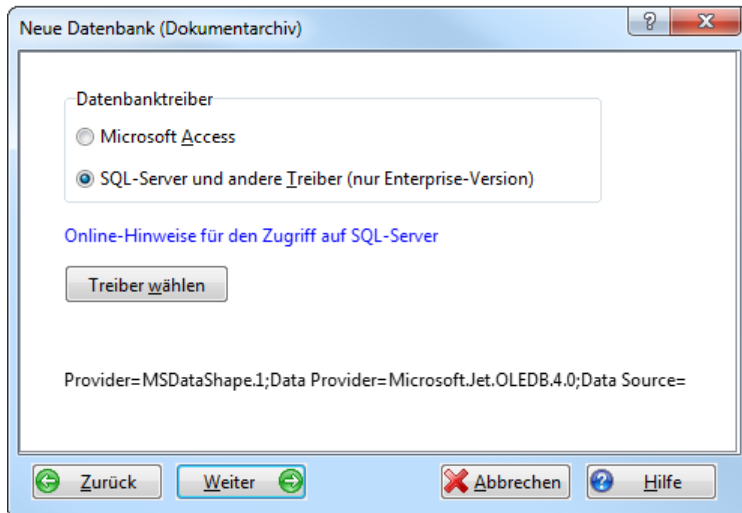 Neue Datenbank (Dokumentarchiv)
Datenbanktreiber
Microsoft Access
SQL-Server und andere Treiber (nur Enterprise-Version)
Online-Hinweise für den Zugriff auf SQL-Server
Treiber wählen
Provider=MSDataShape.1;Data Provider=Microsoft.Jet.OLEDB.4.0;Data Source=
Zurück Weiter Abbrechen Hilfe